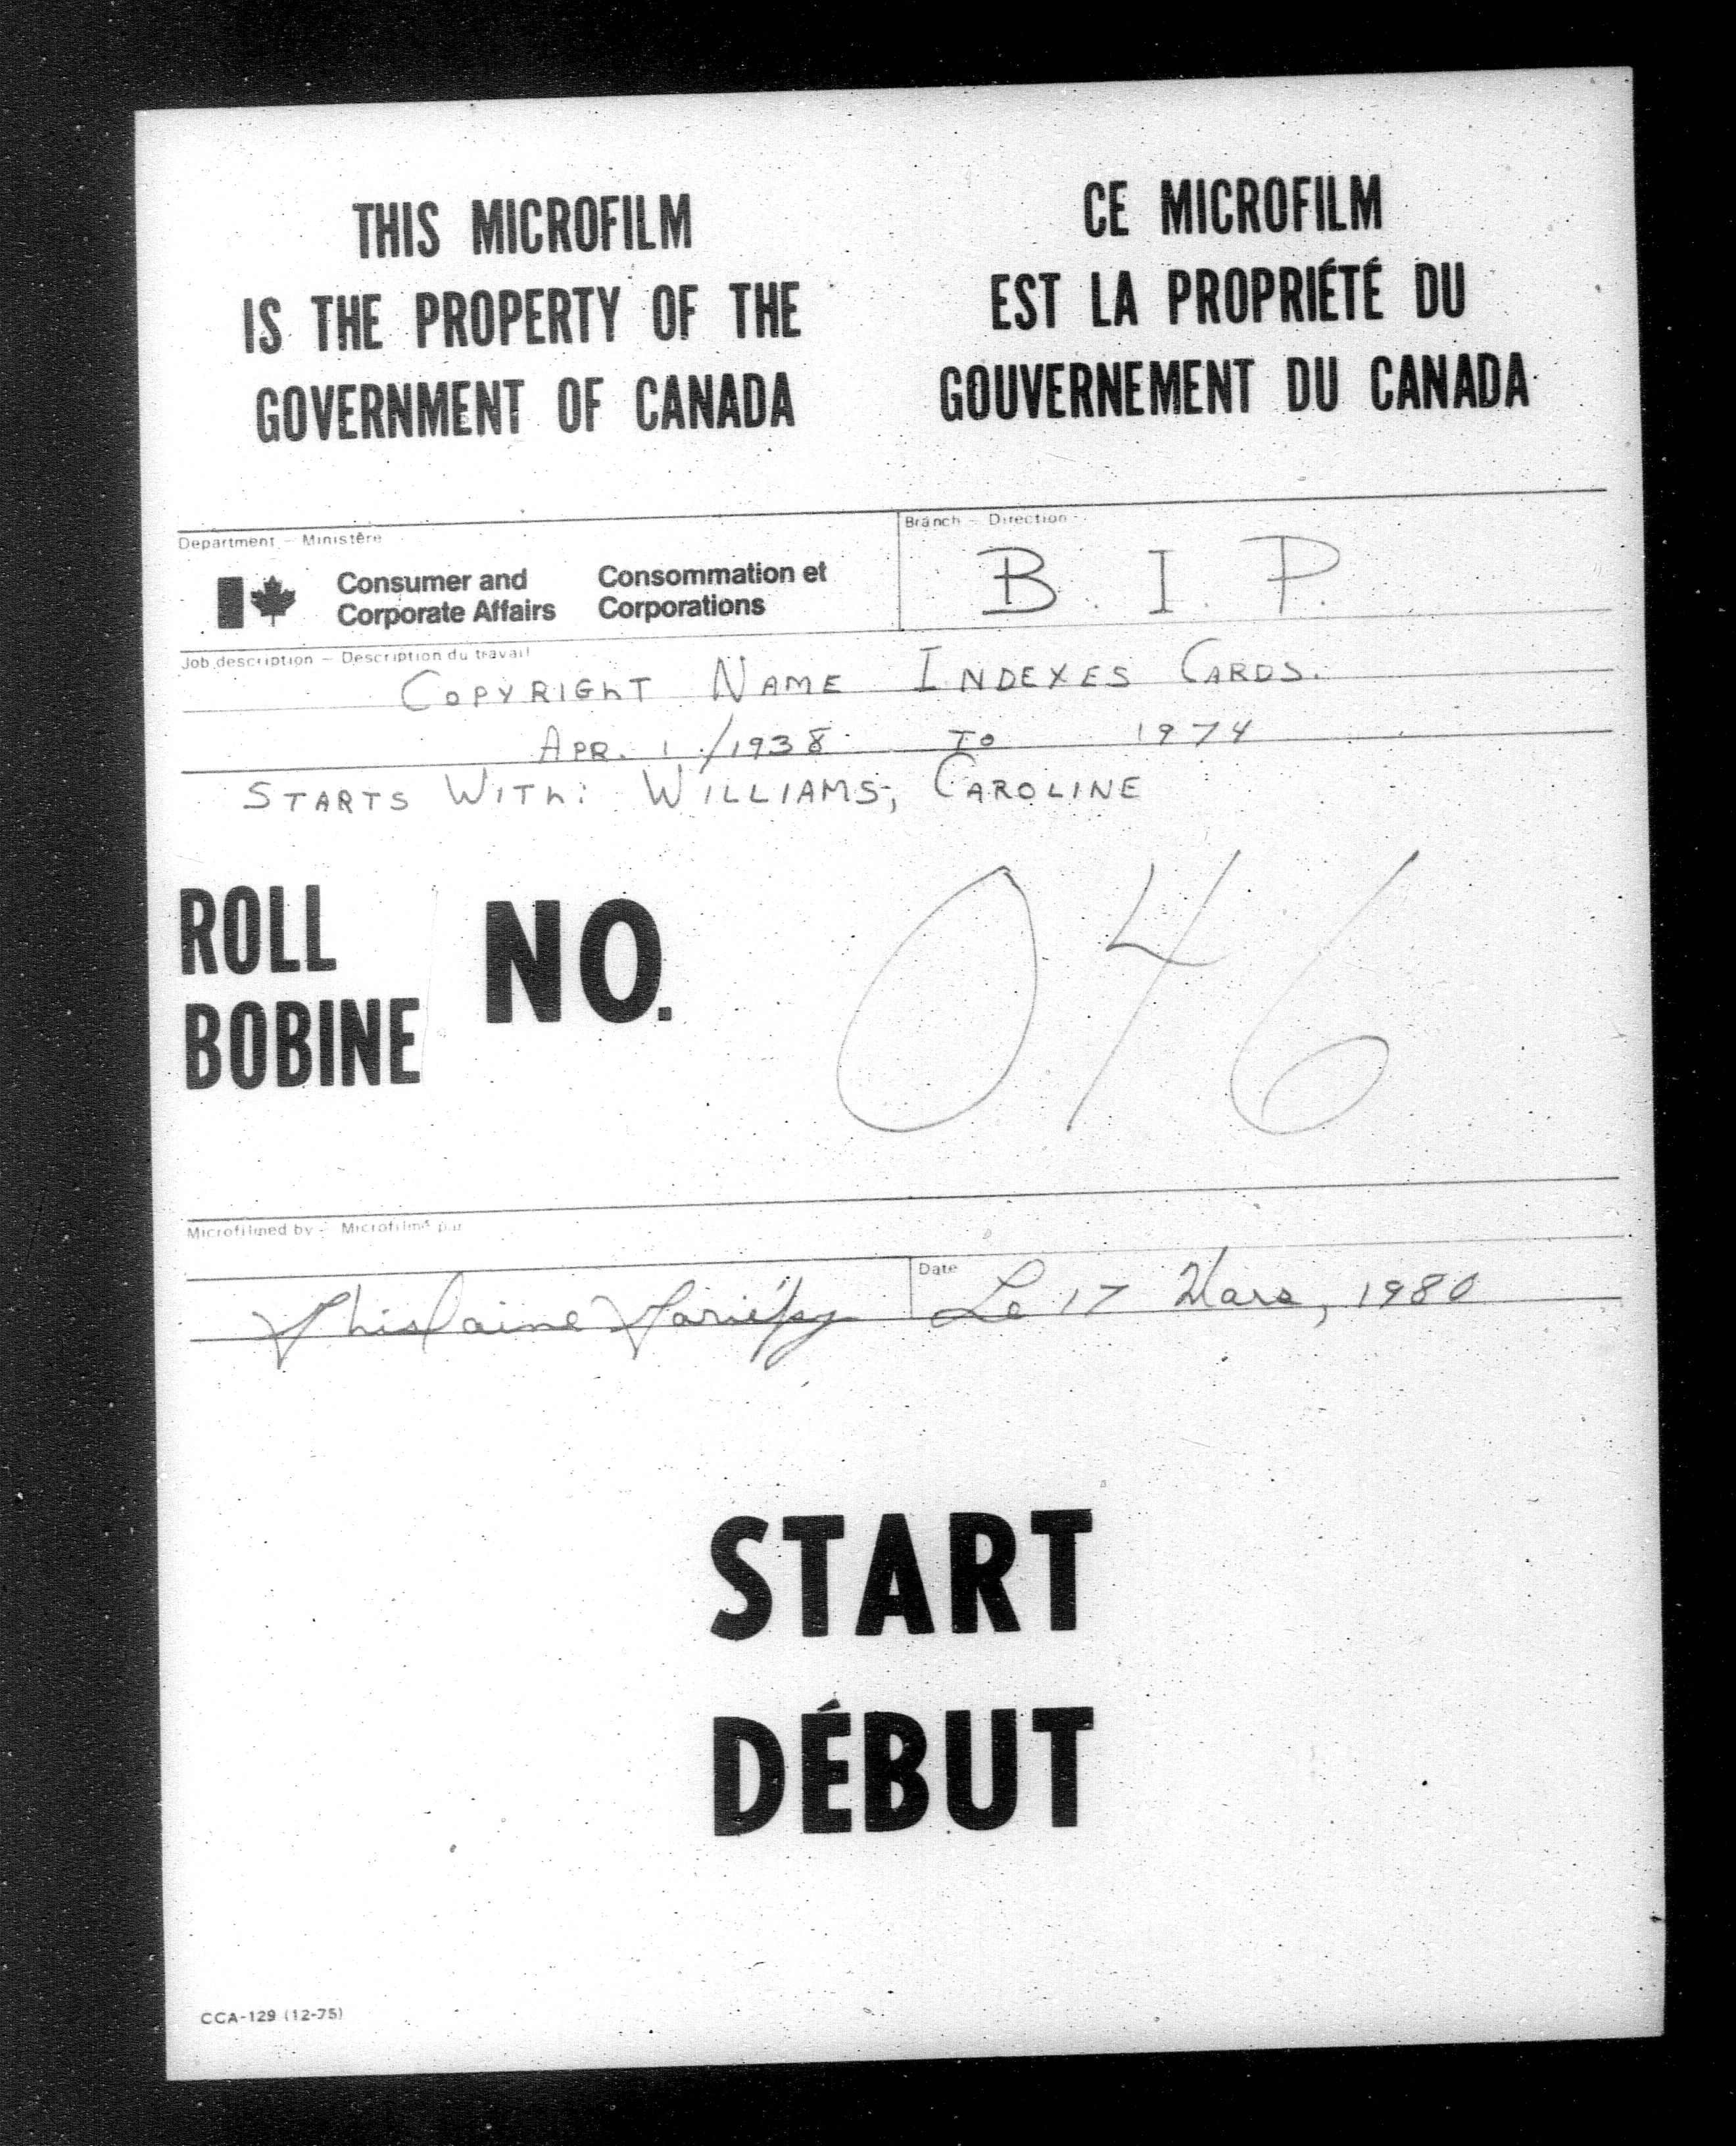 THIS MICROFILM
IS THE PROPERTY OF THE
GOVERNMENT OF CANADA
CE MICROFILM
EST LA PROPRIÉTÉ DU
GOUVERNEMENT DU CANADA
Department – Ministère
Consumer and
Corporate Affairs
Consommation et
Corporations
Branch – Direction
B. I. P.
Job description – Description du travail
COPYRIGhT NAME INDEXES CARDS.
APR. 1 /1938 TO 1974
STARTS WITh: WILLIAMS, CAROLINE
ROLL
BOBINE
NO. 046
Microfilmed by – Microfilmé par
Ghislaine Gariépy
Date
Le 17 Mars, 1980
START
DÉBUT
CCA-129 (12-75)